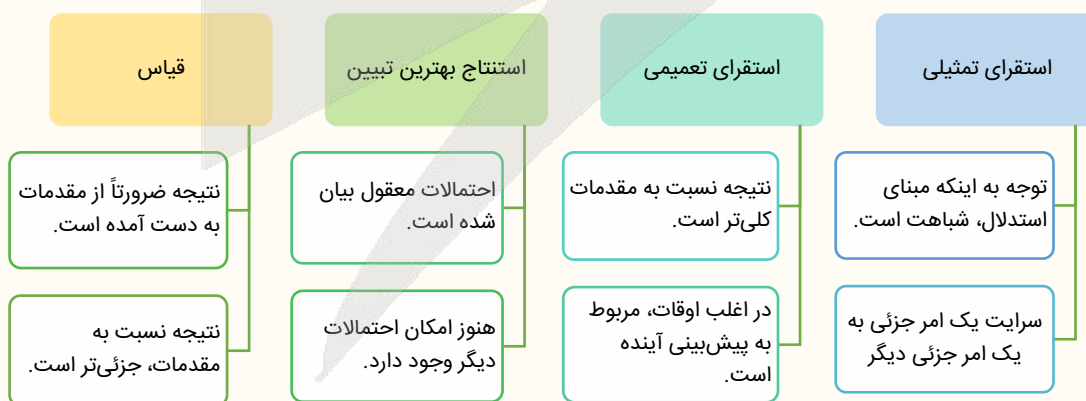 استقرای تمثیلی
توجه به اینکه مبنای
استدلال، شباهت است.
سرایت یک امر جزئی به
یک امر جزئی دیگر
استقرای تعمیمی
نتیجه نسبت به مقدمات
کلی‌تر است.
در اغلب اوقات، مربوط
به پیش‌بینی آینده
است.
استنتاج بهترین تبیین
احتمالات معقول بیان
شده است.
هنوز امکان احتمالات
دیگر وجود دارد.
قیاس
نتیجه ضرورتاً از مقدمات
به دست آمده است.
نتیجه نسبت به
مقدمات، جزئی‌تر است.